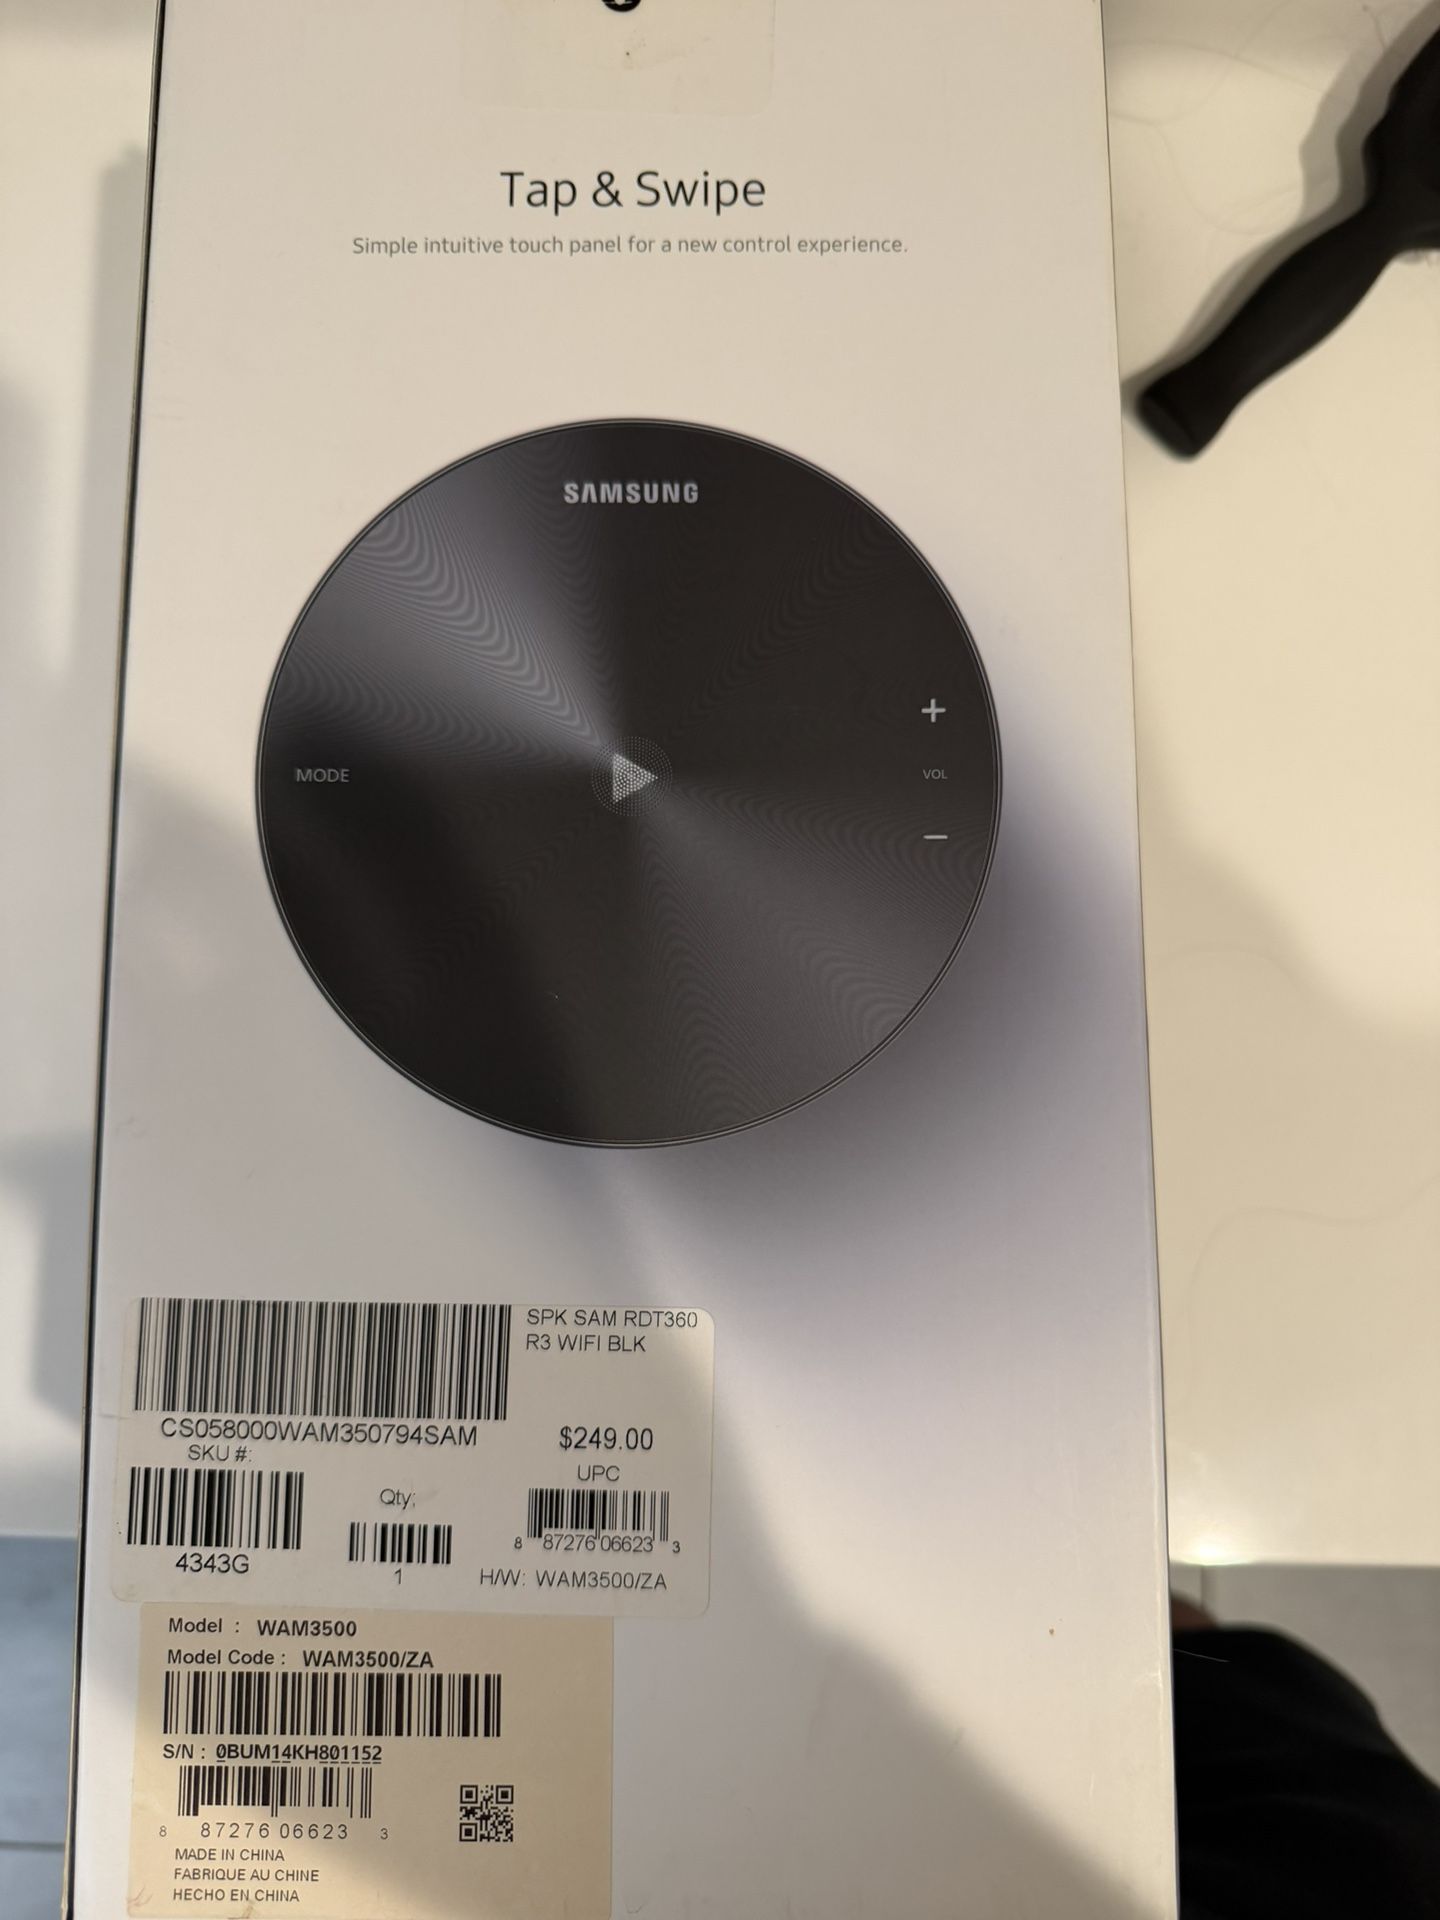 Tap & Swipe
Simple intuitive touch panel for a new control experience.
SAMSUNG
MODE
+
VOL
−
SPK SAM RDT360
R3 WIFI BLK
CS058000WAM350794SAM
$249.00
SKU #:
UPC
Qty:
8 87276 06623 3
4343G
1
H/W: WAM3500/ZA
Model : WAM3500
Model Code : WAM3500/ZA
S/N : 0BUM14KH801152
8 87276 06623 3
MADE IN CHINA
FABRIQUE AU CHINE
HECHO EN CHINA